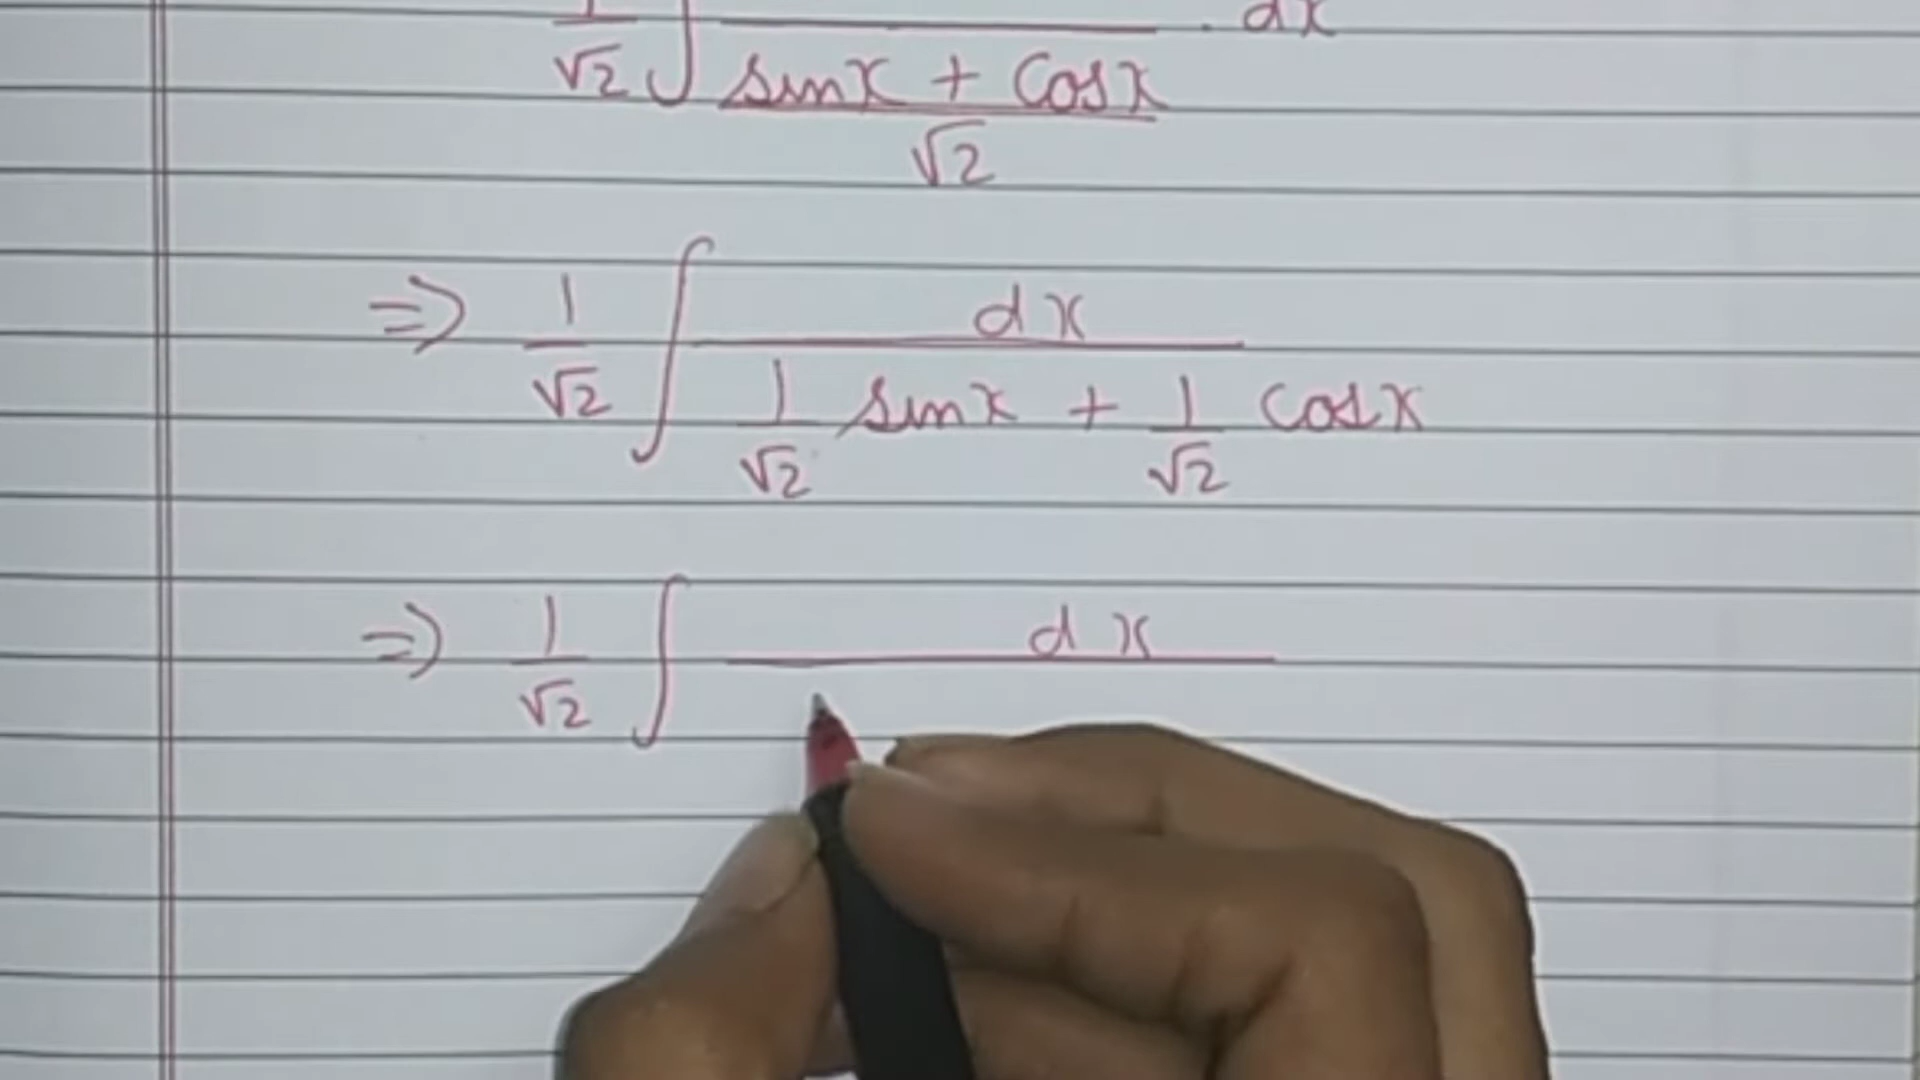 1/√2 ∫ ——— . dx
sinx + cosx
√2
=> 1/√2 ∫ dx
1/√2 sinx + 1/√2 cosx
=> 1/√2 ∫ dx